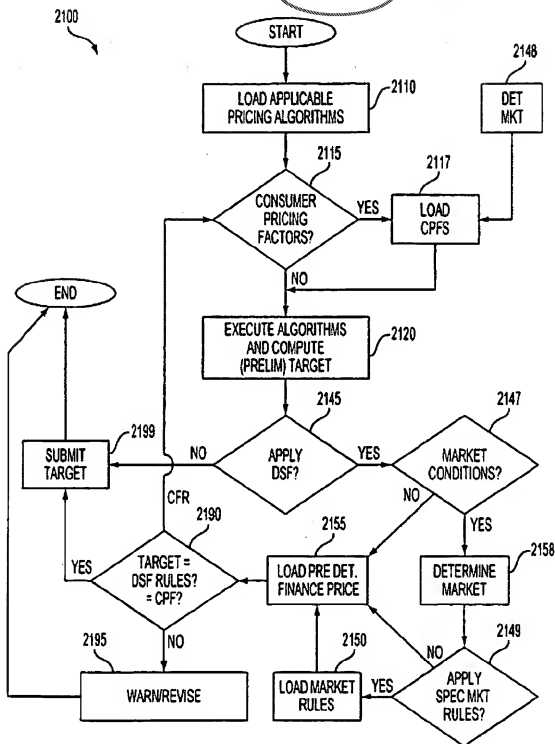 2100
START
2110
LOAD APPLICABLE
PRICING ALGORITHMS
2148
DET
MKT
2115
CONSUMER
PRICING
FACTORS?
YES
2117
LOAD
CPFS
NO
END
EXECUTE ALGORITHMS
AND COMPUTE
(PRELIM) TARGET
2120
2145
APPLY
DSF?
NO
YES
2147
MARKET
CONDITIONS?
NO
YES
2199
SUBMIT
TARGET
CFR
2190
TARGET =
DSF RULES?
= CPF?
YES
NO
2155
LOAD PRE DET.
FINANCE PRICE
2158
DETERMINE
MARKET
2195
WARN/REVISE
2150
LOAD MARKET
RULES
NO
YES
2149
APPLY
SPEC MKT
RULES?